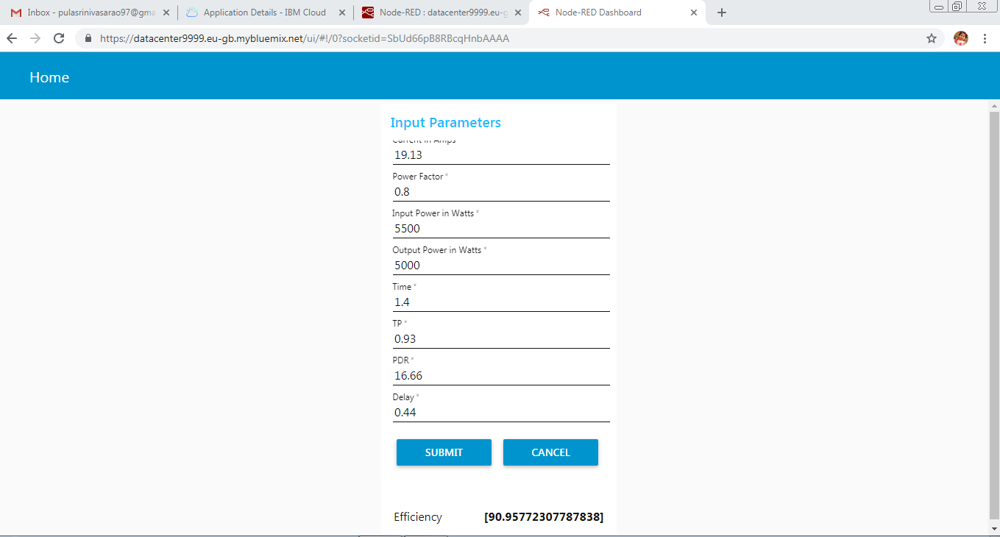 Inbox - pulasrinivasarao97@gma
Application Details - IBM Cloud
Node-RED : datacenter9999.eu-g
Node-RED Dashboard
https://datacenter9999.eu-gb.mybluemix.net/ui/#!/0?socketid=SbUd66pB8RBcqHnbAAAA
Home
Input Parameters
Current in Amps
19.13
Power Factor *
0.8
Input Power in Watts *
5500
Output Power in Watts *
5000
Time *
1.4
TP *
0.93
PDR *
16.66
Delay *
0.44
SUBMIT CANCEL
Efficiency [90.95772307787838]